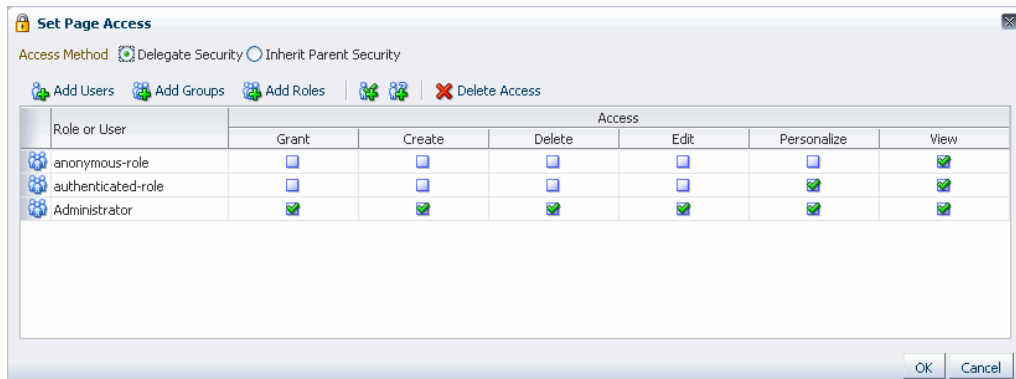 Set Page Access
Access Method Delegate Security Inherit Parent Security
Add Users Add Groups Add Roles Delete Access
Role or User Access
Grant Create Delete Edit Personalize View
anonymous-role
authenticated-role
Administrator
OK Cancel